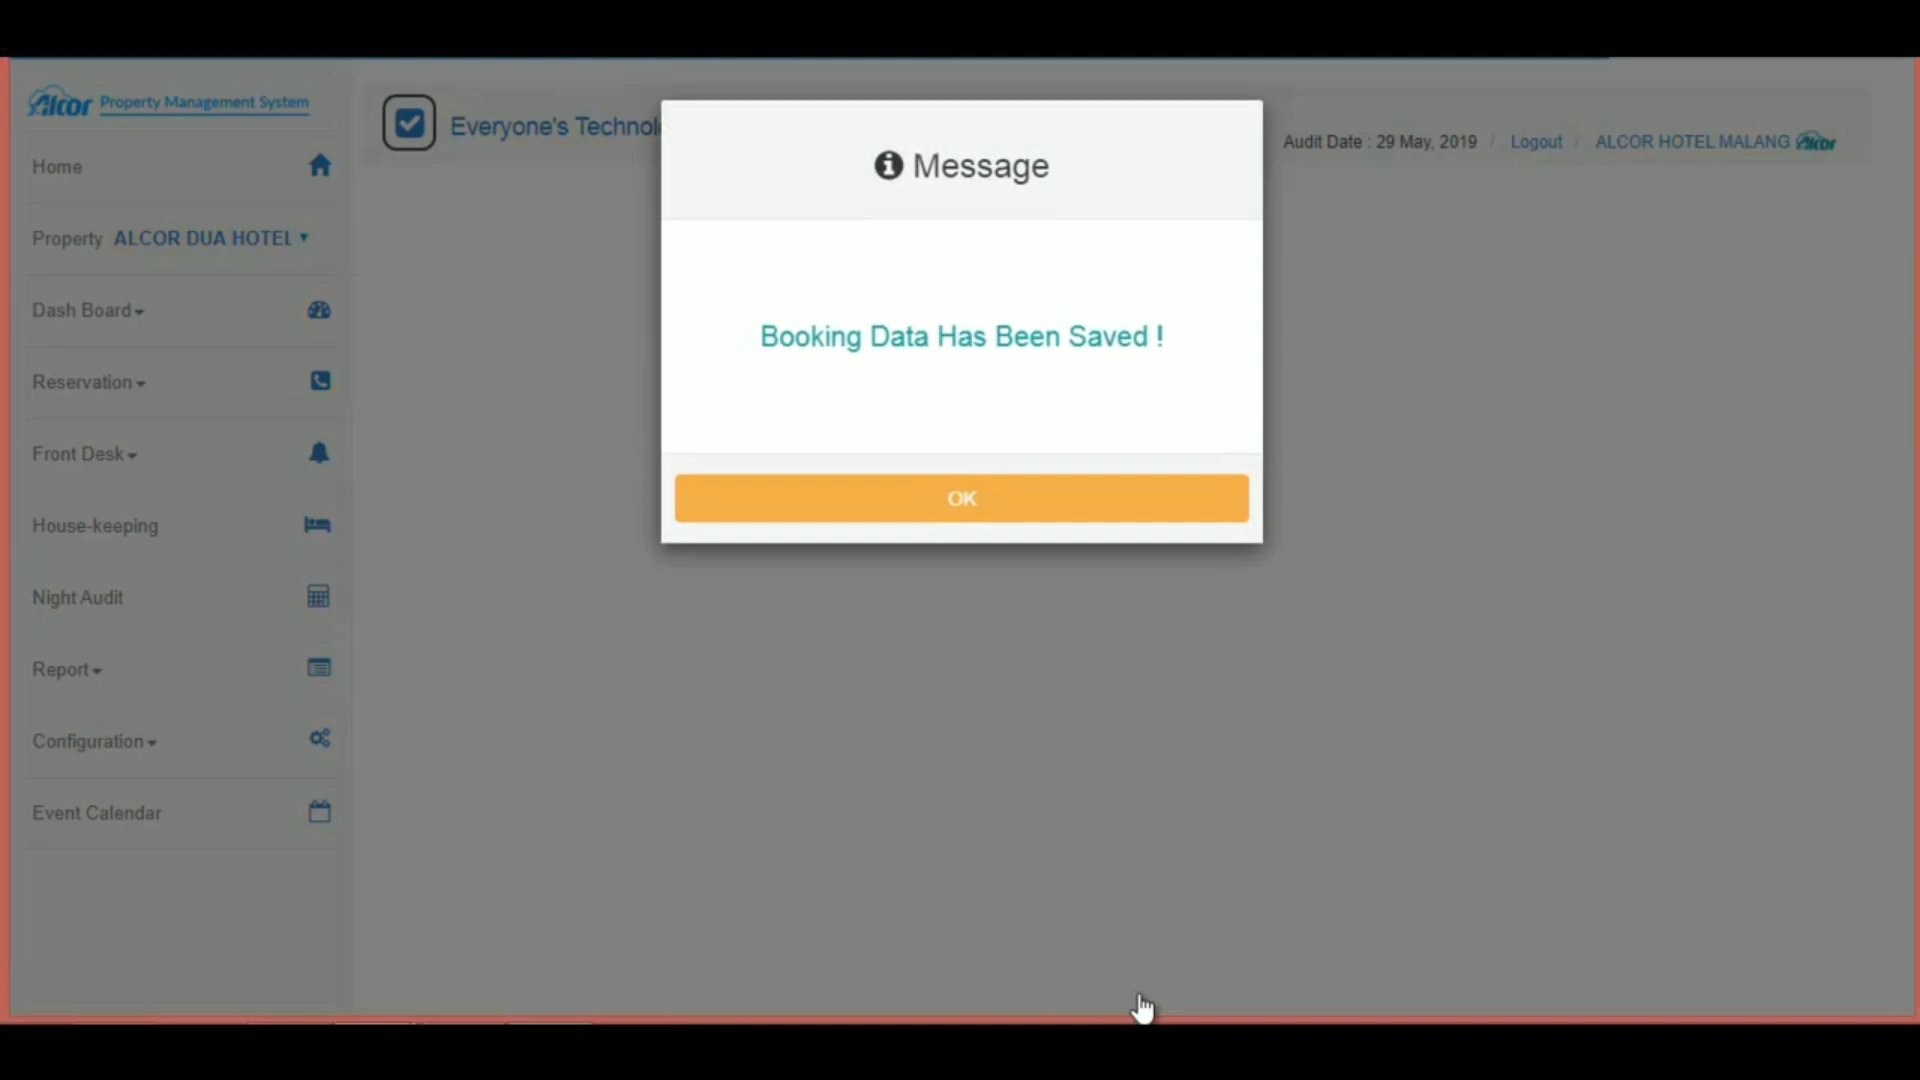 Alcor Property Management System
Everyone's Technol
Audit Date : 29 May, 2019 / Logout / ALCOR HOTEL MALANG Alcor
Message
Booking Data Has Been Saved !
OK
Home
Property ALCOR DUA HOTEL
Dash Board
Reservation
Front Desk
House-keeping
Night Audit
Report
Configuration
Event Calendar